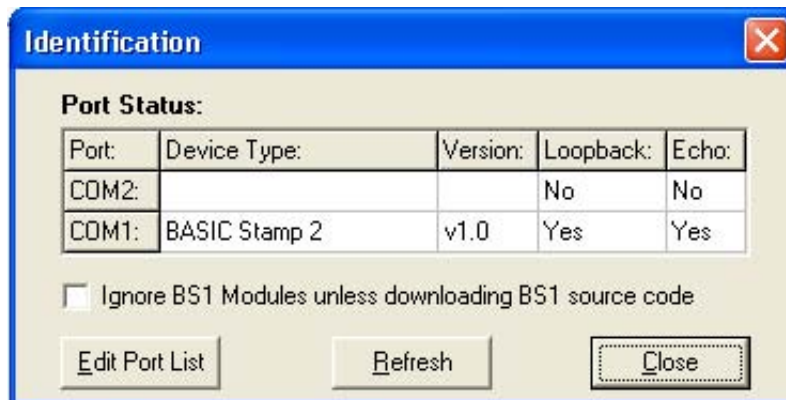 Identification
Port Status:
Port: Device Type: Version: Loopback: Echo:
COM2: No No
COM1: BASIC Stamp 2 v1.0 Yes Yes
Ignore BS1 Modules unless downloading BS1 source code
Edit Port List Refresh Close